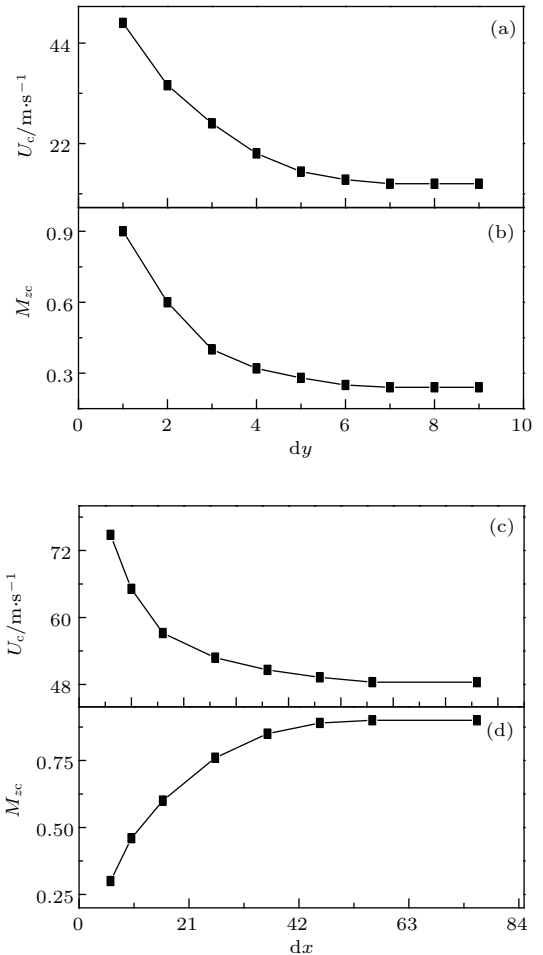 (a)
44
22
U_c/m·s⁻¹
(b)
0.9
0.6
0.3
M_zc
0 2 4 6 8 10
dy
(c)
72
60
48
U_c/m·s⁻¹
(d)
0.75
0.50
0.25
M_zc
0 21 42 63 84
dx